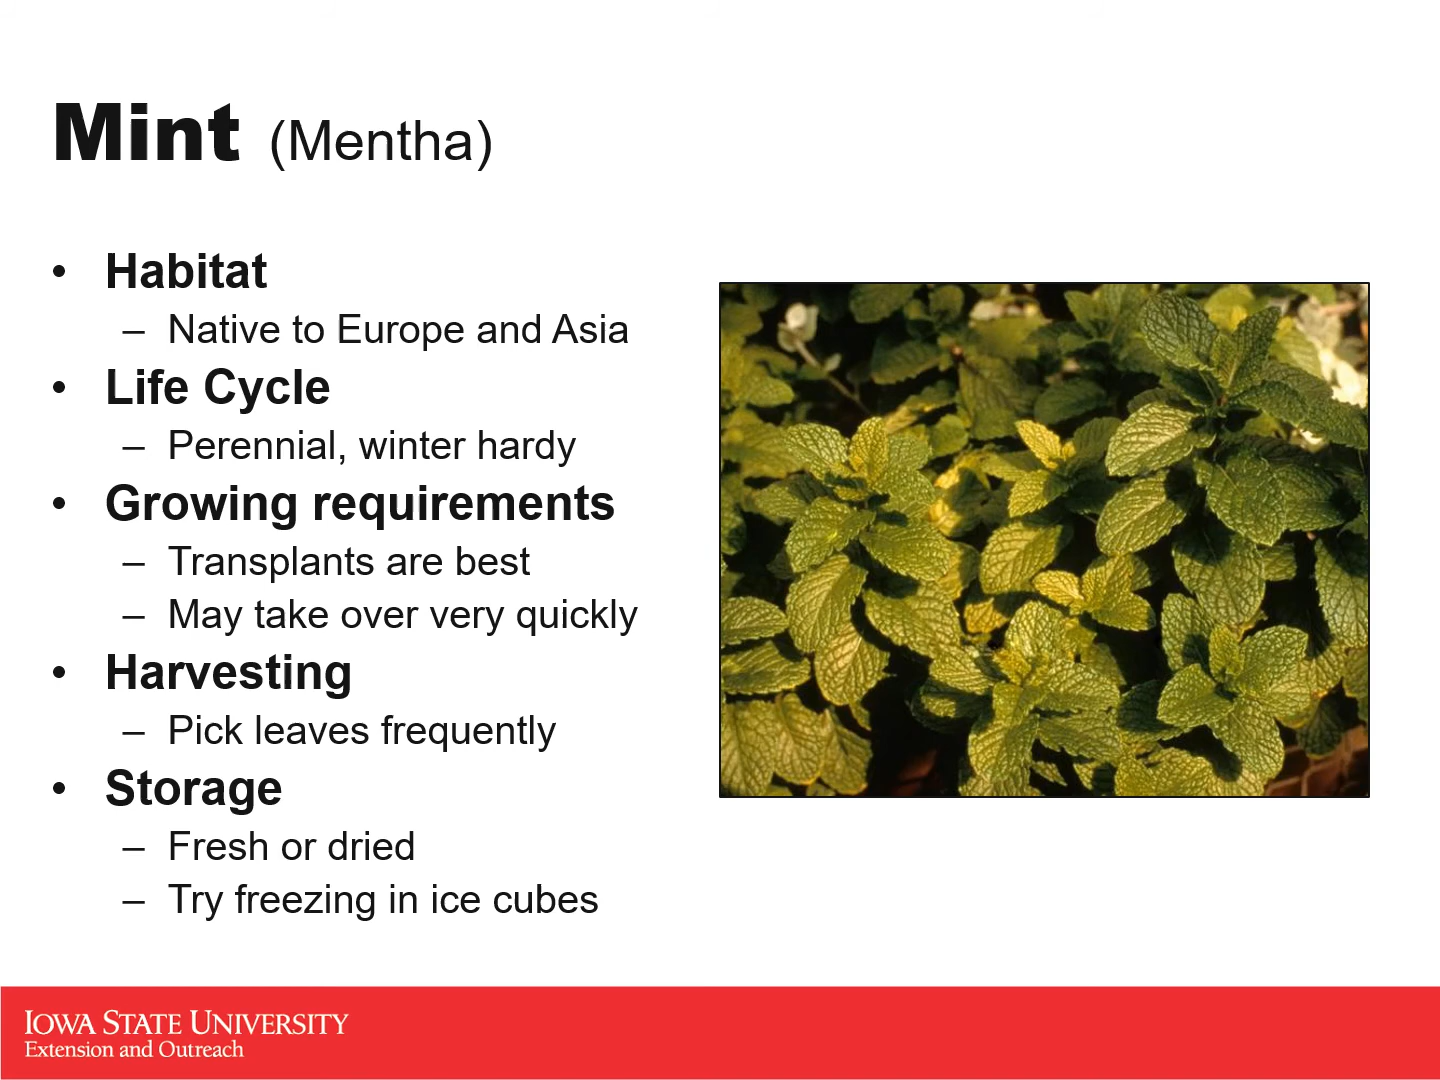 Mint (Mentha)
• Habitat
– Native to Europe and Asia
• Life Cycle
– Perennial, winter hardy
• Growing requirements
– Transplants are best
– May take over very quickly
• Harvesting
– Pick leaves frequently
• Storage
– Fresh or dried
– Try freezing in ice cubes
IOWA STATE UNIVERSITY
Extension and Outreach